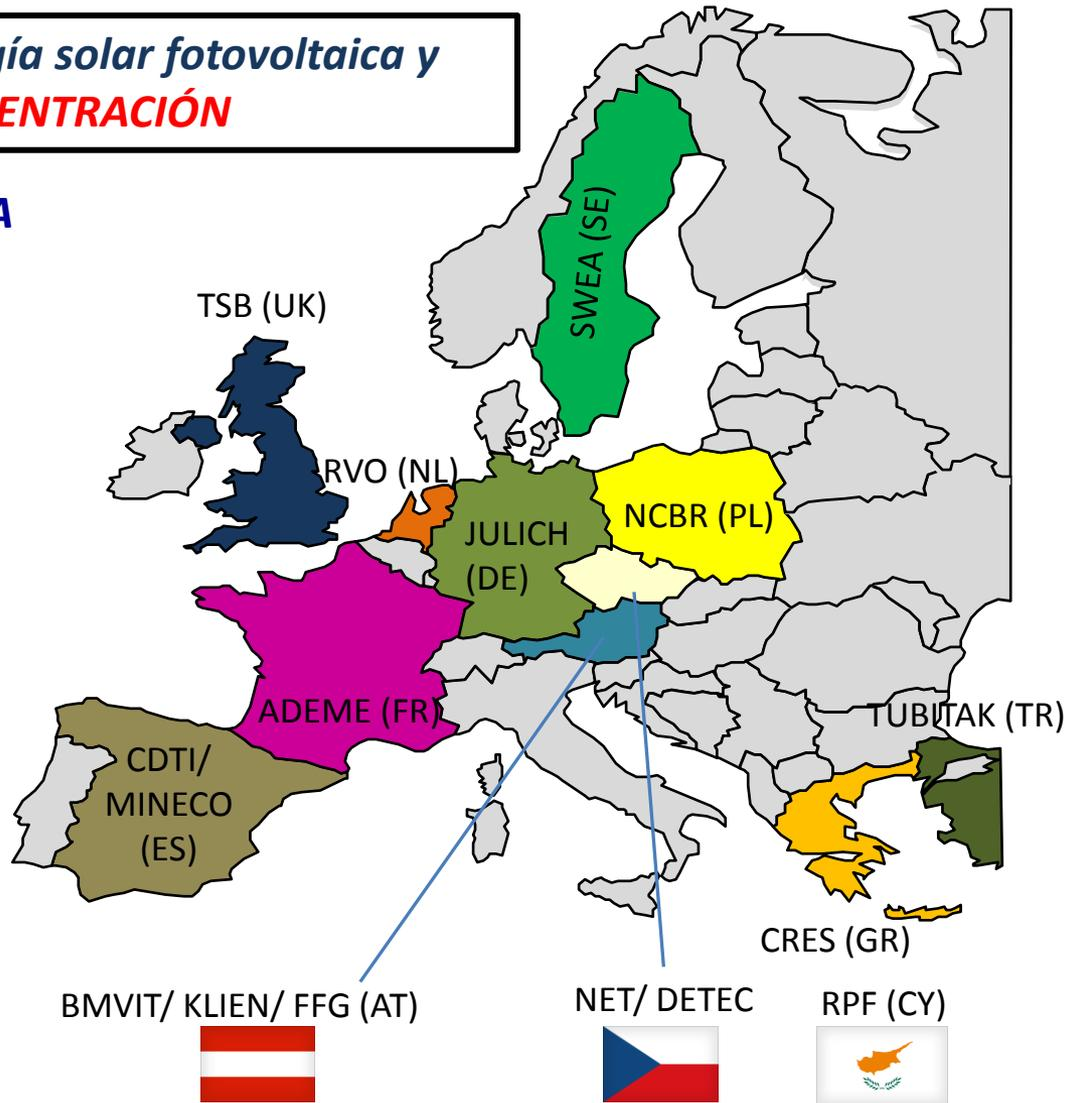 gía solar fotovoltaica y
ENTRACIÓN
A
SWEA (SE)
TSB (UK)
RVO (NL)
JULICH
(DE)
NCBR (PL)
ADEME (FR)
TUBITAK (TR)
CDTI/
MINECO
(ES)
CRES (GR)
BMVIT/ KLIEN/ FFG (AT)
NET/ DETEC
RPF (CY)